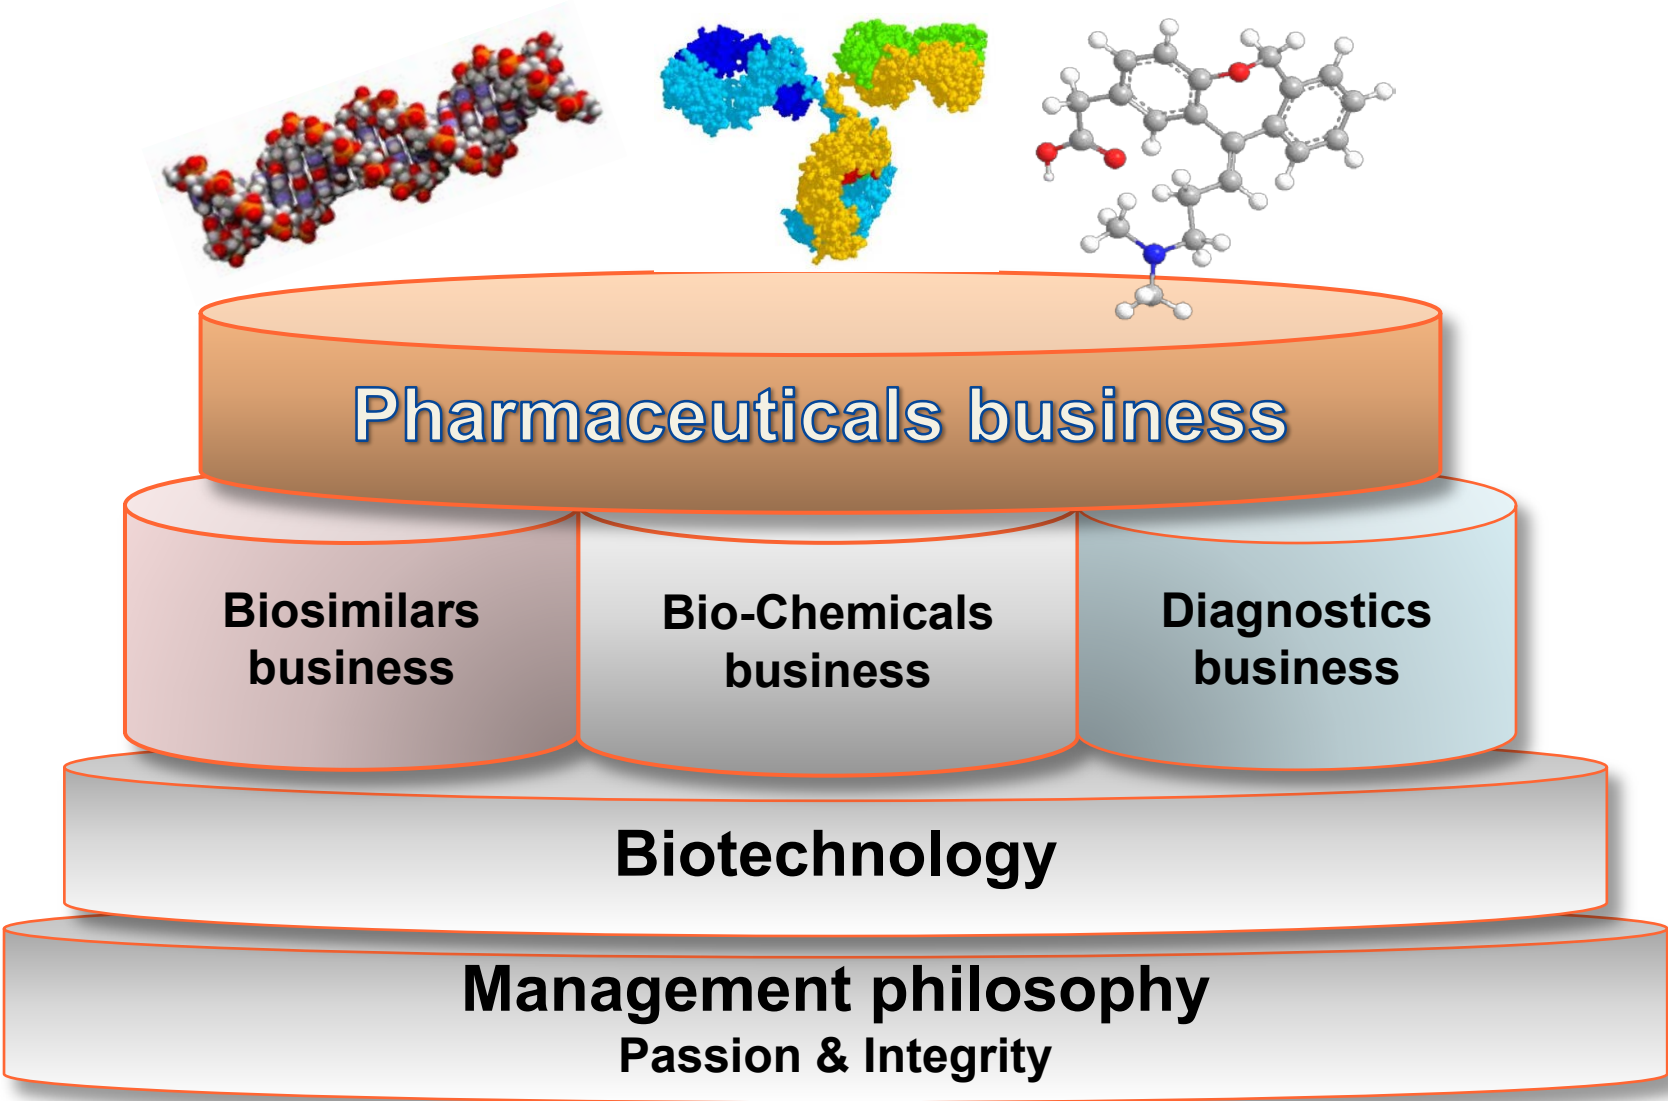 Pharmaceuticals business
Biosimilars
business
Bio-Chemicals
business
Diagnostics
business
Biotechnology
Management philosophy
Passion & Integrity